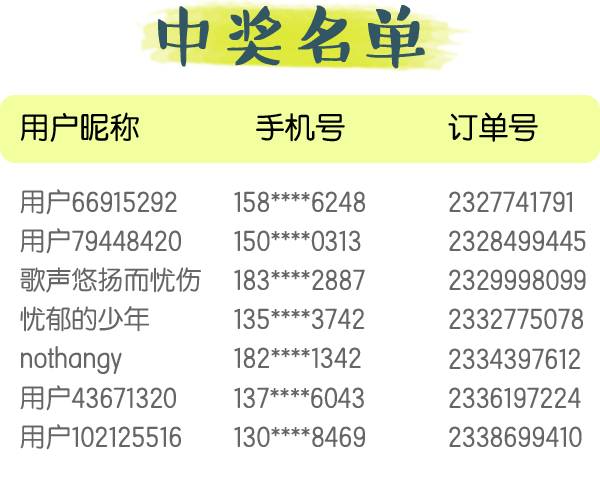 中奖名单
用户昵称 手机号 订单号
用户66915292 158****6248 2327741791
用户79448420 150****0313 2328499445
歌声悠扬而忧伤 183****2887 2329998099
忧郁的少年 135****3742 2332775078
nothangy 182****1342 2334397612
用户43671320 137****6043 2336197224
用户102125516 130****8469 2338699410